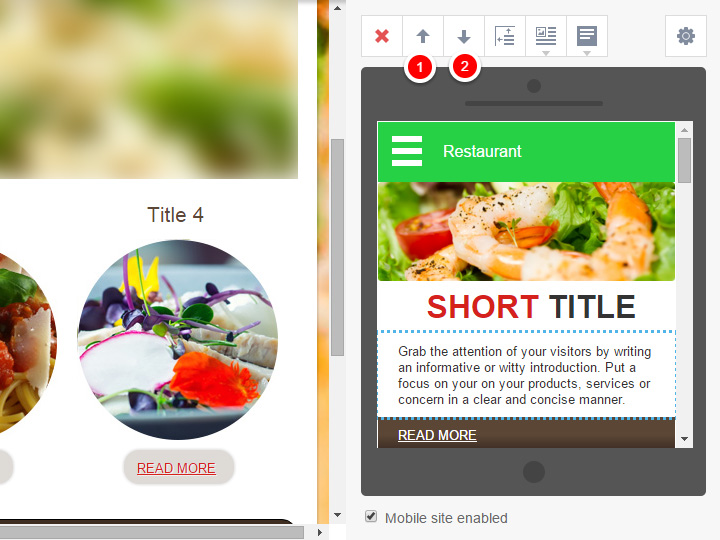 Title 4
READ MORE
1
2
Restaurant
SHORT TITLE
Grab the attention of your visitors by writing
an informative or witty introduction. Put a
focus on your on your products, services or
concern in a clear and concise manner.
READ MORE
Mobile site enabled